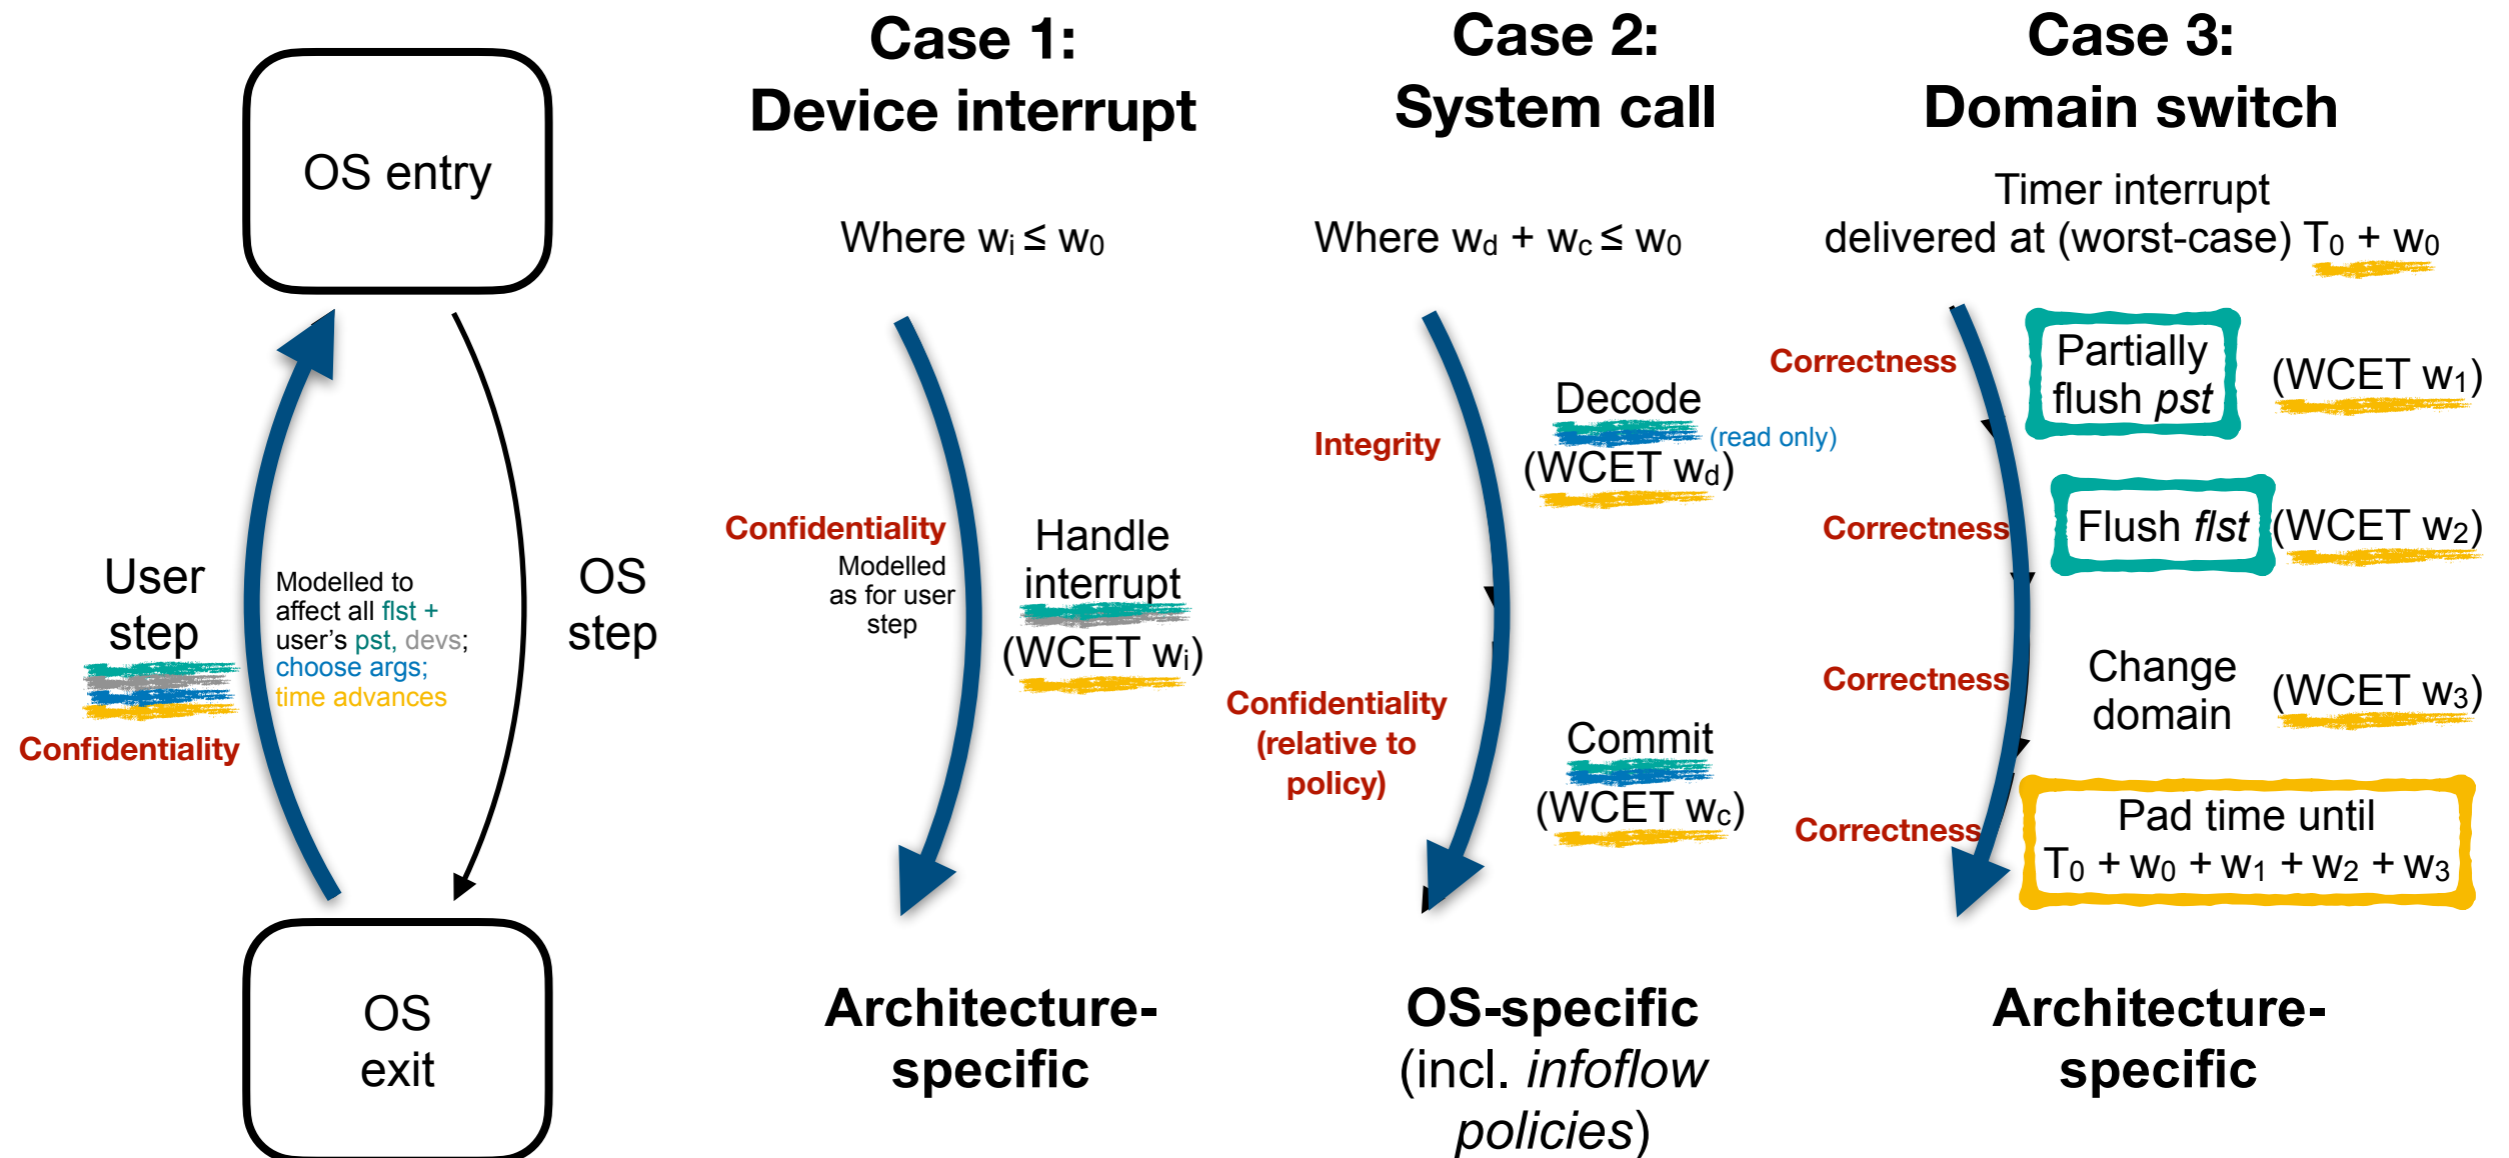 OS entry
User
step
Confidentiality
Modelled to
affect all flst +
user's pst, devs;
choose args;
time advances
OS
step
OS
exit
Case 1:
Device interrupt
Where wᵢ ≤ w₀
Confidentiality
Modelled
as for user
step
Handle
interrupt
(WCET wᵢ)
Architecture-
specific
Case 2:
System call
Where w_d + w_c ≤ w₀
Integrity
Decode
(read only)
(WCET w_d)
Confidentiality
(relative to
policy)
Commit
(WCET w_c)
OS-specific
(incl. infoflow
policies)
Case 3:
Domain switch
Timer interrupt
delivered at (worst-case) T₀ + w₀
Correctness
Partially
flush pst
(WCET w₁)
Correctness
Flush flst
(WCET w₂)
Correctness
Change
domain
(WCET w₃)
Correctness
Pad time until
T₀ + w₀ + w₁ + w₂ + w₃
Architecture-
specific